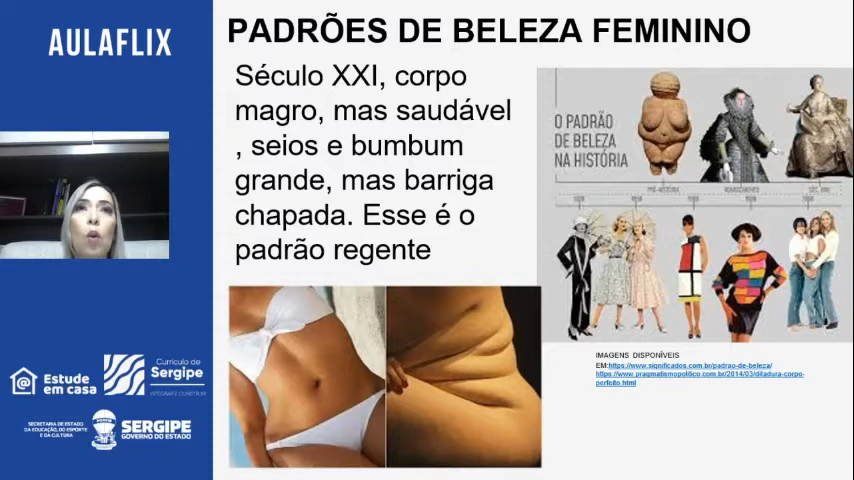 AULAFLIX
PADRÕES DE BELEZA FEMININO
Século XXI, corpo
magro, mas saudável
, seios e bumbum
grande, mas barriga
chapada. Esse é o
padrão regente
O PADRÃO
DE BELEZA
NA HISTÓRIA
PRÉ-HISTÓRIA
RENASCIMENTO
IMAGENS DISPONÍVEIS
EM:https://www.significados.com.br/padrao-de-beleza/
https://www.pragmatismopolitico.com.br/2014/03/ditadura-corpo-
perfeito.html
Estude
em casa
Currículo de
Sergipe
SECRETARIA DE ESTADO
DA EDUCAÇÃO, DO ESPORTE
E DA CULTURA
SERGIPE
GOVERNO DO ESTADO